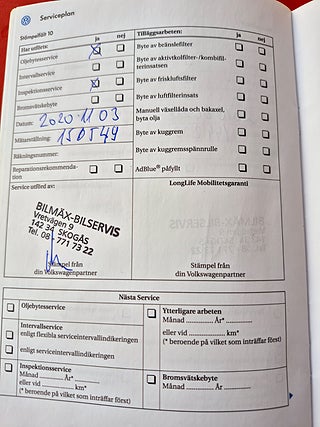 Serviceplan
Stämpelfält 10
Har utförts: ja nej
Oljebytesservice
Intervallservice
Inspektionsservice
Bromsvätskebyte
Datum: 2020 11 03
Mätarställning: 150549
Räkningsnummer:
Reparationsrekommenda-
tion ja nej
Service utförd av:
BILMÄX-BILSERVIS
Vretvägen 9
142 34 SKOGÅS
Tel. 08 771 73 22
Stämpel från
din Volkswagenpartner
Tilläggsarbeten: ja nej
Byte av bränslefilter
Byte av aktivkolfilter-/kombifil-
terinsatsen
Byte av friskluftsfilter
Byte av luftfilterinsats
Manuell växellåda och bakaxel,
byta olja
Byte av kuggrem
Byte av kuggremsspännrulle
AdBlue® påfyllt
LongLife Mobilitetsgaranti
Stämpel från
din Volkswagenpartner
Nästa Service
Oljebytesservice
Intervallservice
enligt flexibla serviceintervallindikeringen
enligt serviceintervallindikeringen
Inspektionsservice
Månad ............... År*...............
eller vid ............... km*
(* beroende på vilket som inträffar först)
Ytterligare arbeten
Månad ............... År*...............
eller vid ............... km*
(* beroende på vilket som inträffar först)
Bromsvätskebyte
Månad ............... År...............